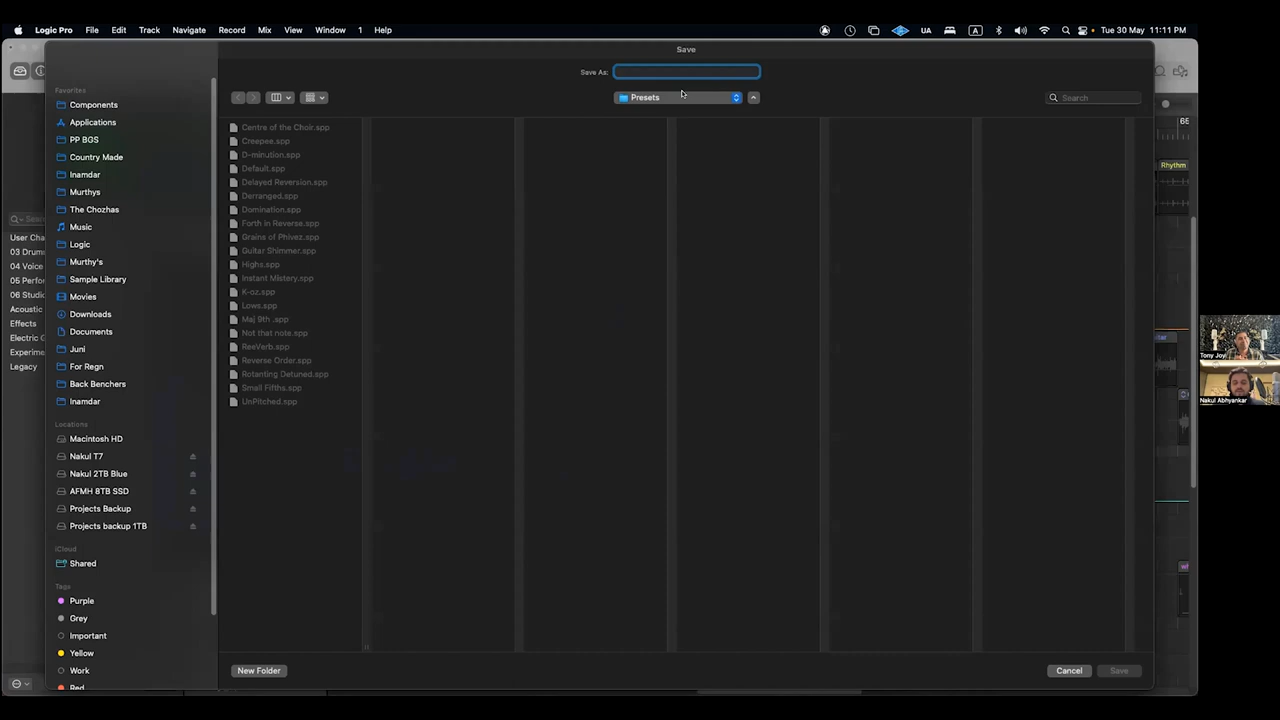 Logic Pro File Edit Track Navigate Record Mix View Window 1 Help UA A Tue 30 May 11:11 PM
Save
Save As:
Presets
Search
Favorites
Components
Applications
PP BGS
Country Made
Inamdar
Murthys
The Chozhas
Music
Logic
Murthy's
Sample Library
Movies
Downloads
Documents
Juni
For Regn
Back Benchers
Inamdar
Locations
Macintosh HD
Nakul T7
Nakul 2TB Blue
AFMH 8TB SSD
Projects Backup
Projects backup 1TB
iCloud
Shared
Tags
Purple
Grey
Important
Yellow
Work
Red
Centre of the Choir.spp
Creepee.spp
D-minution.spp
Default.spp
Delayed Reversion.spp
Derranged.spp
Domination.spp
Forth in Reverse.spp
Grains of Phivez.spp
Guitar Shimmer.spp
Highs.spp
Instant Mistery.spp
K-oz.spp
Lows.spp
Maj 9th .spp
Not that note.spp
ReeVerb.spp
Reverse Order.spp
Rotanting Detuned.spp
Small Fifths.spp
UnPitched.spp
New Folder
Cancel
Save
Sear
User Cha
03 Drum
04 Voice
05 Perfo
06 Studi
Acoustic
Effects
Electric G
Experime
Legacy
65
Rhythm
Tony Joy
Nakul Abhyankar